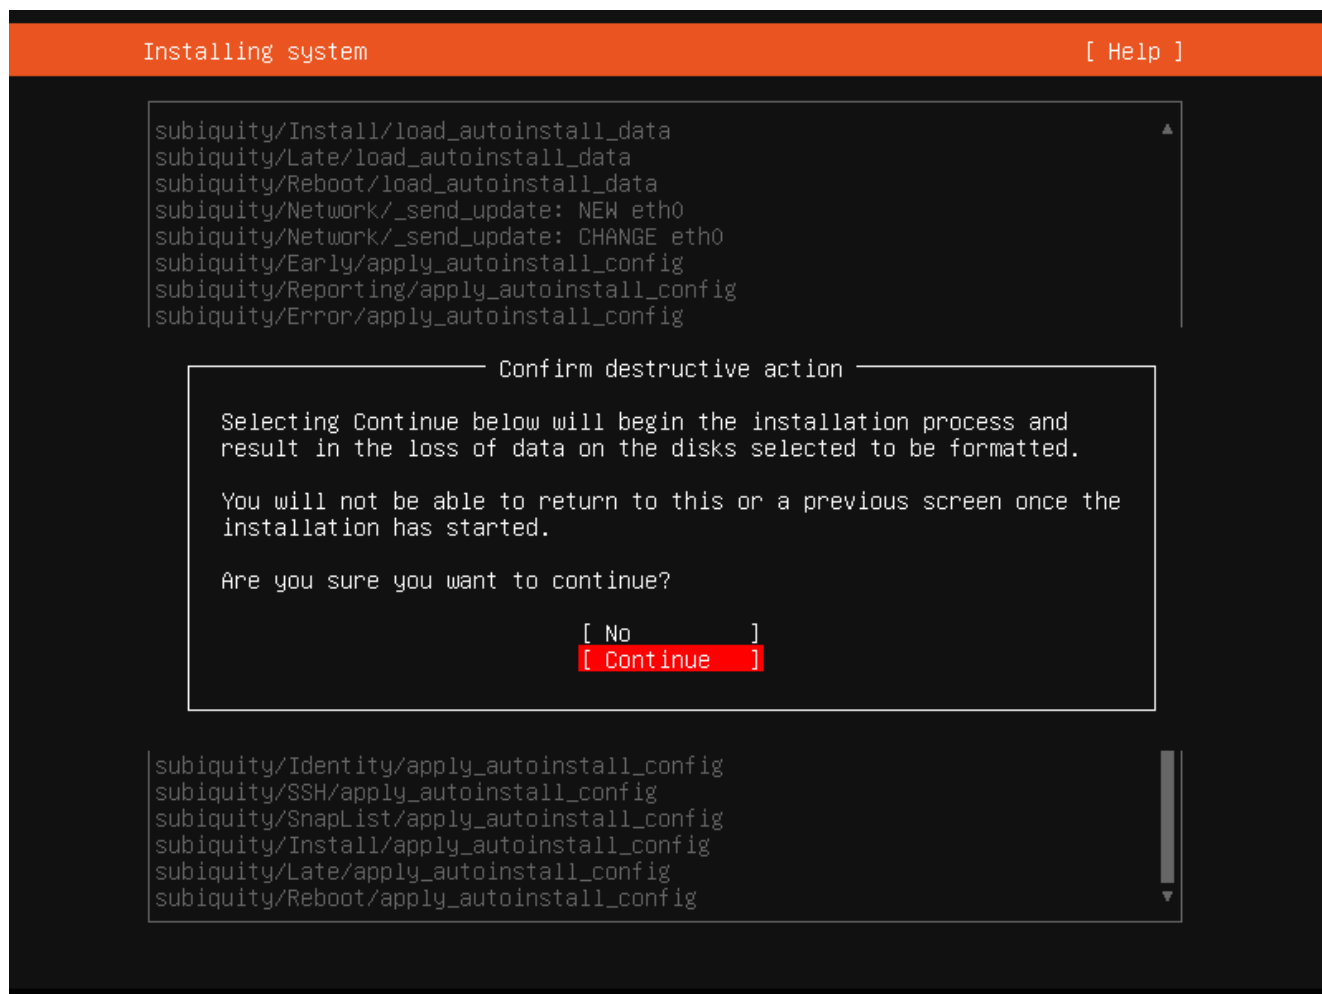 Installing system [ Help ]
subiquity/Install/load_autoinstall_data
subiquity/Late/load_autoinstall_data
subiquity/Reboot/load_autoinstall_data
subiquity/Network/_send_update: NEW eth0
subiquity/Network/_send_update: CHANGE eth0
subiquity/Early/apply_autoinstall_config
subiquity/Reporting/apply_autoinstall_config
subiquity/Error/apply_autoinstall_config
Confirm destructive action
Selecting Continue below will begin the installation process and
result in the loss of data on the disks selected to be formatted.
You will not be able to return to this or a previous screen once the
installation has started.
Are you sure you want to continue?
[ No ]
[ Continue ]
subiquity/Identity/apply_autoinstall_config
subiquity/SSH/apply_autoinstall_config
subiquity/SnapList/apply_autoinstall_config
subiquity/Install/apply_autoinstall_config
subiquity/Late/apply_autoinstall_config
subiquity/Reboot/apply_autoinstall_config